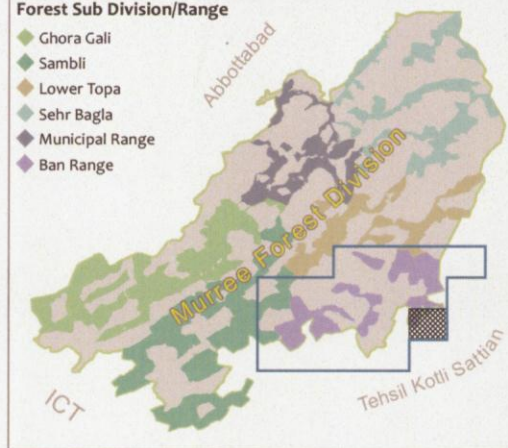 Forest Sub Division/Range
Ghora Gali
Sambli
Lower Topa
Sehr Bagla
Municipal Range
Ban Range
Abbottabad
Murree Forest Division
ICT
Tehsil Kotli Sattian